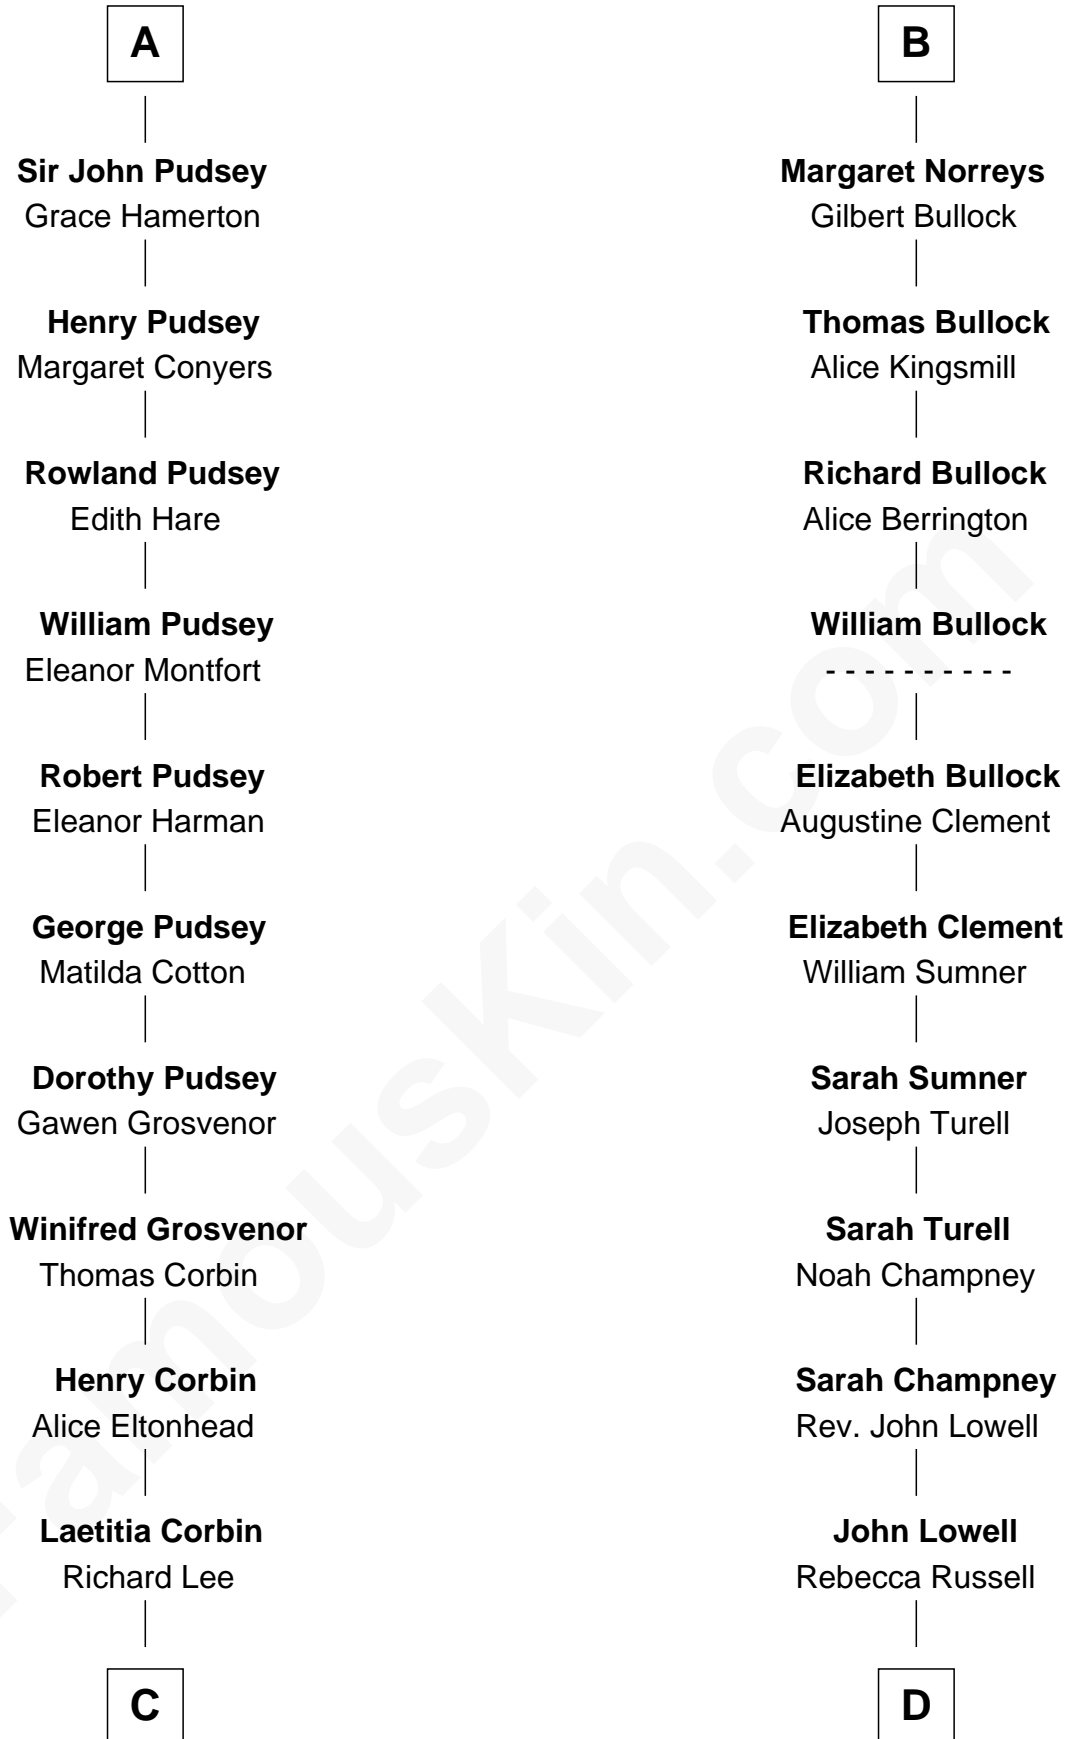 A
Sir John Pudsey
Grace Hamerton
Henry Pudsey
Margaret Conyers
Rowland Pudsey
Edith Hare
William Pudsey
Eleanor Montfort
Robert Pudsey
Eleanor Harman
George Pudsey
Matilda Cotton
Dorothy Pudsey
Gawen Grosvenor
Winifred Grosvenor
Thomas Corbin
Henry Corbin
Alice Eltonhead
Laetitia Corbin
Richard Lee
C
B
Margaret Norreys
Gilbert Bullock
Thomas Bullock
Alice Kingsmill
Richard Bullock
Alice Berrington
William Bullock
- - - - - - - - - -
Elizabeth Bullock
Augustine Clement
Elizabeth Clement
William Sumner
Sarah Sumner
Joseph Turell
Sarah Turell
Noah Champney
Sarah Champney
Rev. John Lowell
John Lowell
Rebecca Russell
D
FamousKin.com